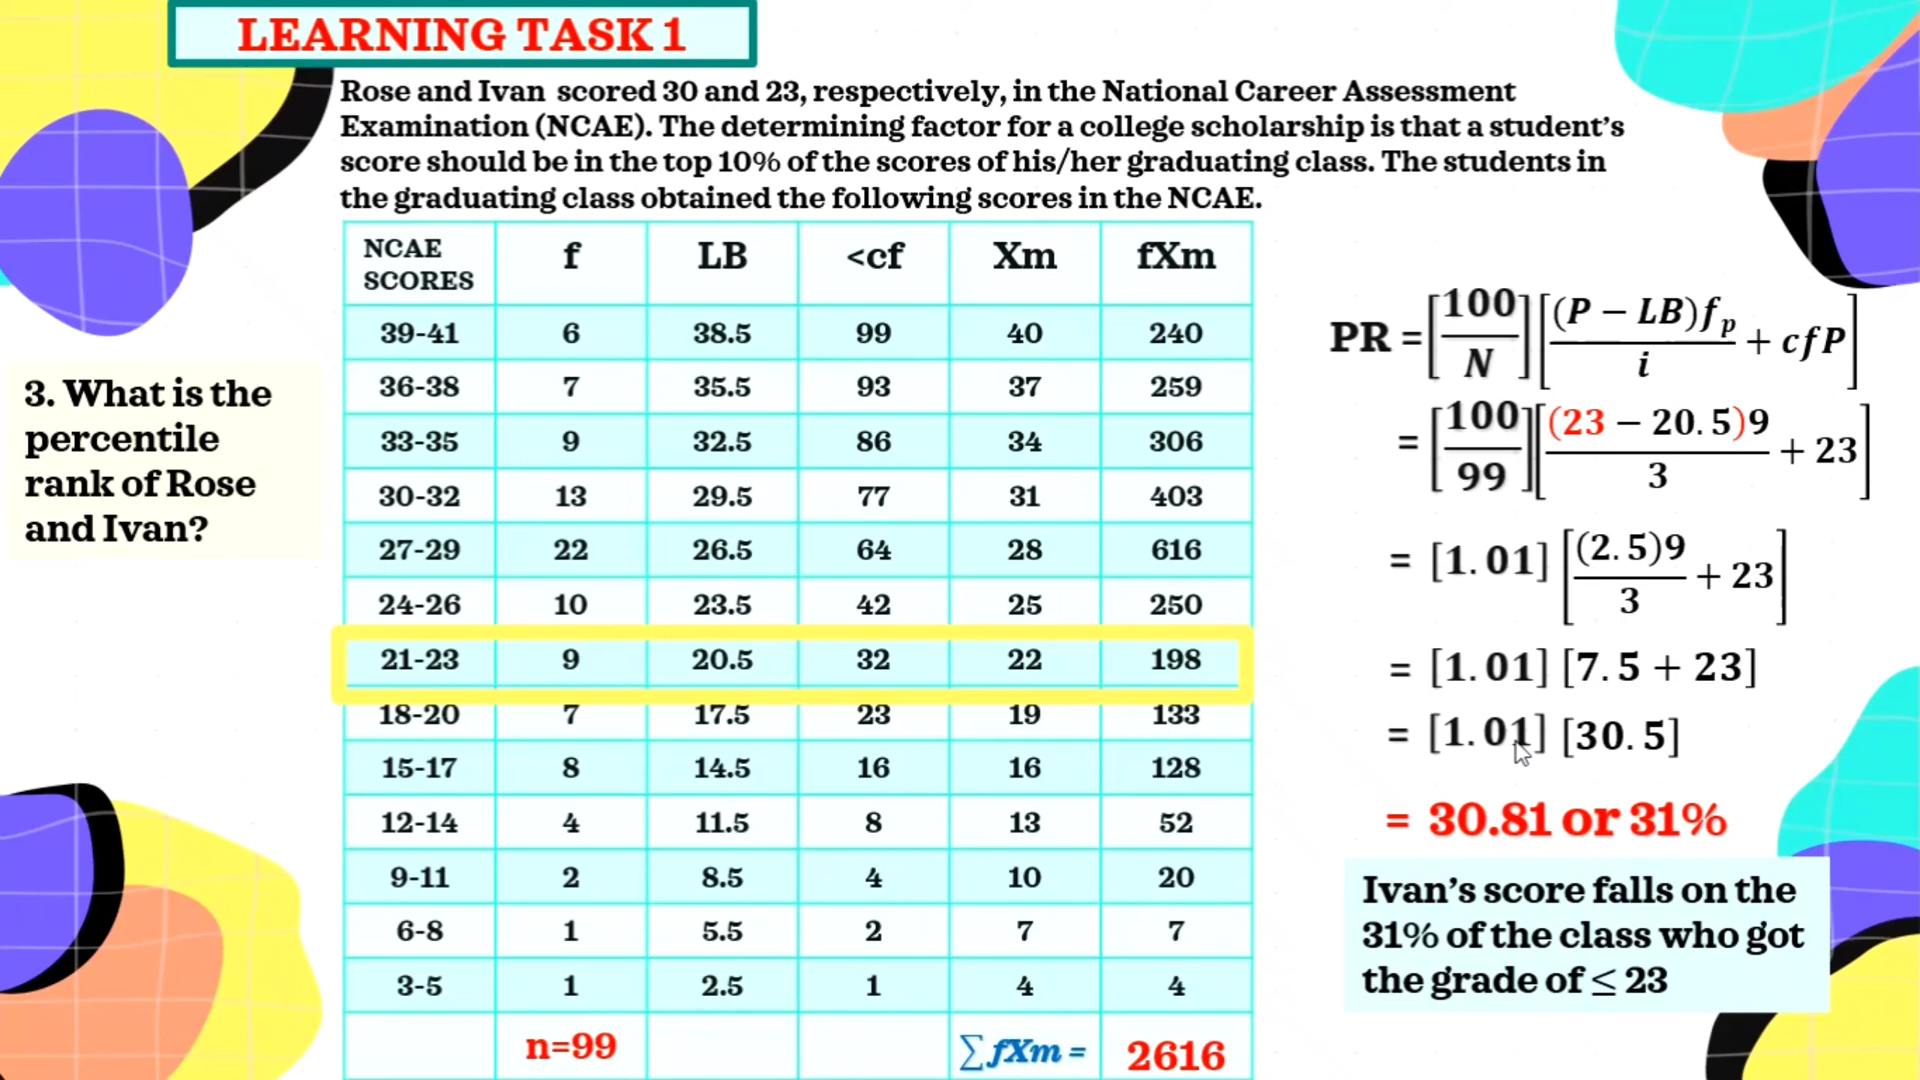 LEARNING TASK 1
Rose and Ivan scored 30 and 23, respectively, in the National Career Assessment
Examination (NCAE). The determining factor for a college scholarship is that a student's
score should be in the top 10% of the scores of his/her graduating class. The students in
the graduating class obtained the following scores in the NCAE.
3. What is the
percentile
rank of Rose
and Ivan?
NCAE SCORES f LB <cf Xm fXm
39-41 6 38.5 99 40 240
36-38 7 35.5 93 37 259
33-35 9 32.5 86 34 306
30-32 13 29.5 77 31 403
27-29 22 26.5 64 28 616
24-26 10 23.5 42 25 250
21-23 9 20.5 32 22 198
18-20 7 17.5 23 19 133
15-17 8 14.5 16 16 128
12-14 4 11.5 8 13 52
9-11 2 8.5 4 10 20
6-8 1 5.5 2 7 7
3-5 1 2.5 1 4 4
n=99 ∑fXm = 2616
PR = [100/N] [(P − LB)fp/i + cfP]
= [100/99] [(23 − 20.5)9/3 + 23]
= [1.01] [(2.5)9/3 + 23]
= [1.01] [7.5 + 23]
= [1.01] [30.5]
= 30.81 or 31%
Ivan's score falls on the
31% of the class who got
the grade of ≤ 23